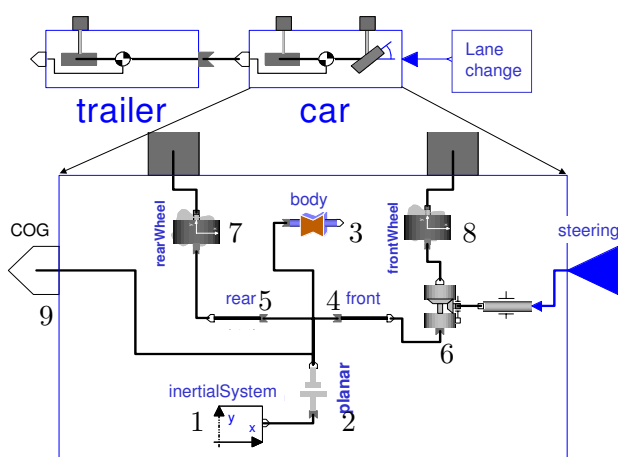 Lane
change
trailer
car
COG
rearWheel
7
body
3
frontWheel
8
steering
9
rear
5
4
front
6
inertialSystem
1
y
x
planar
2